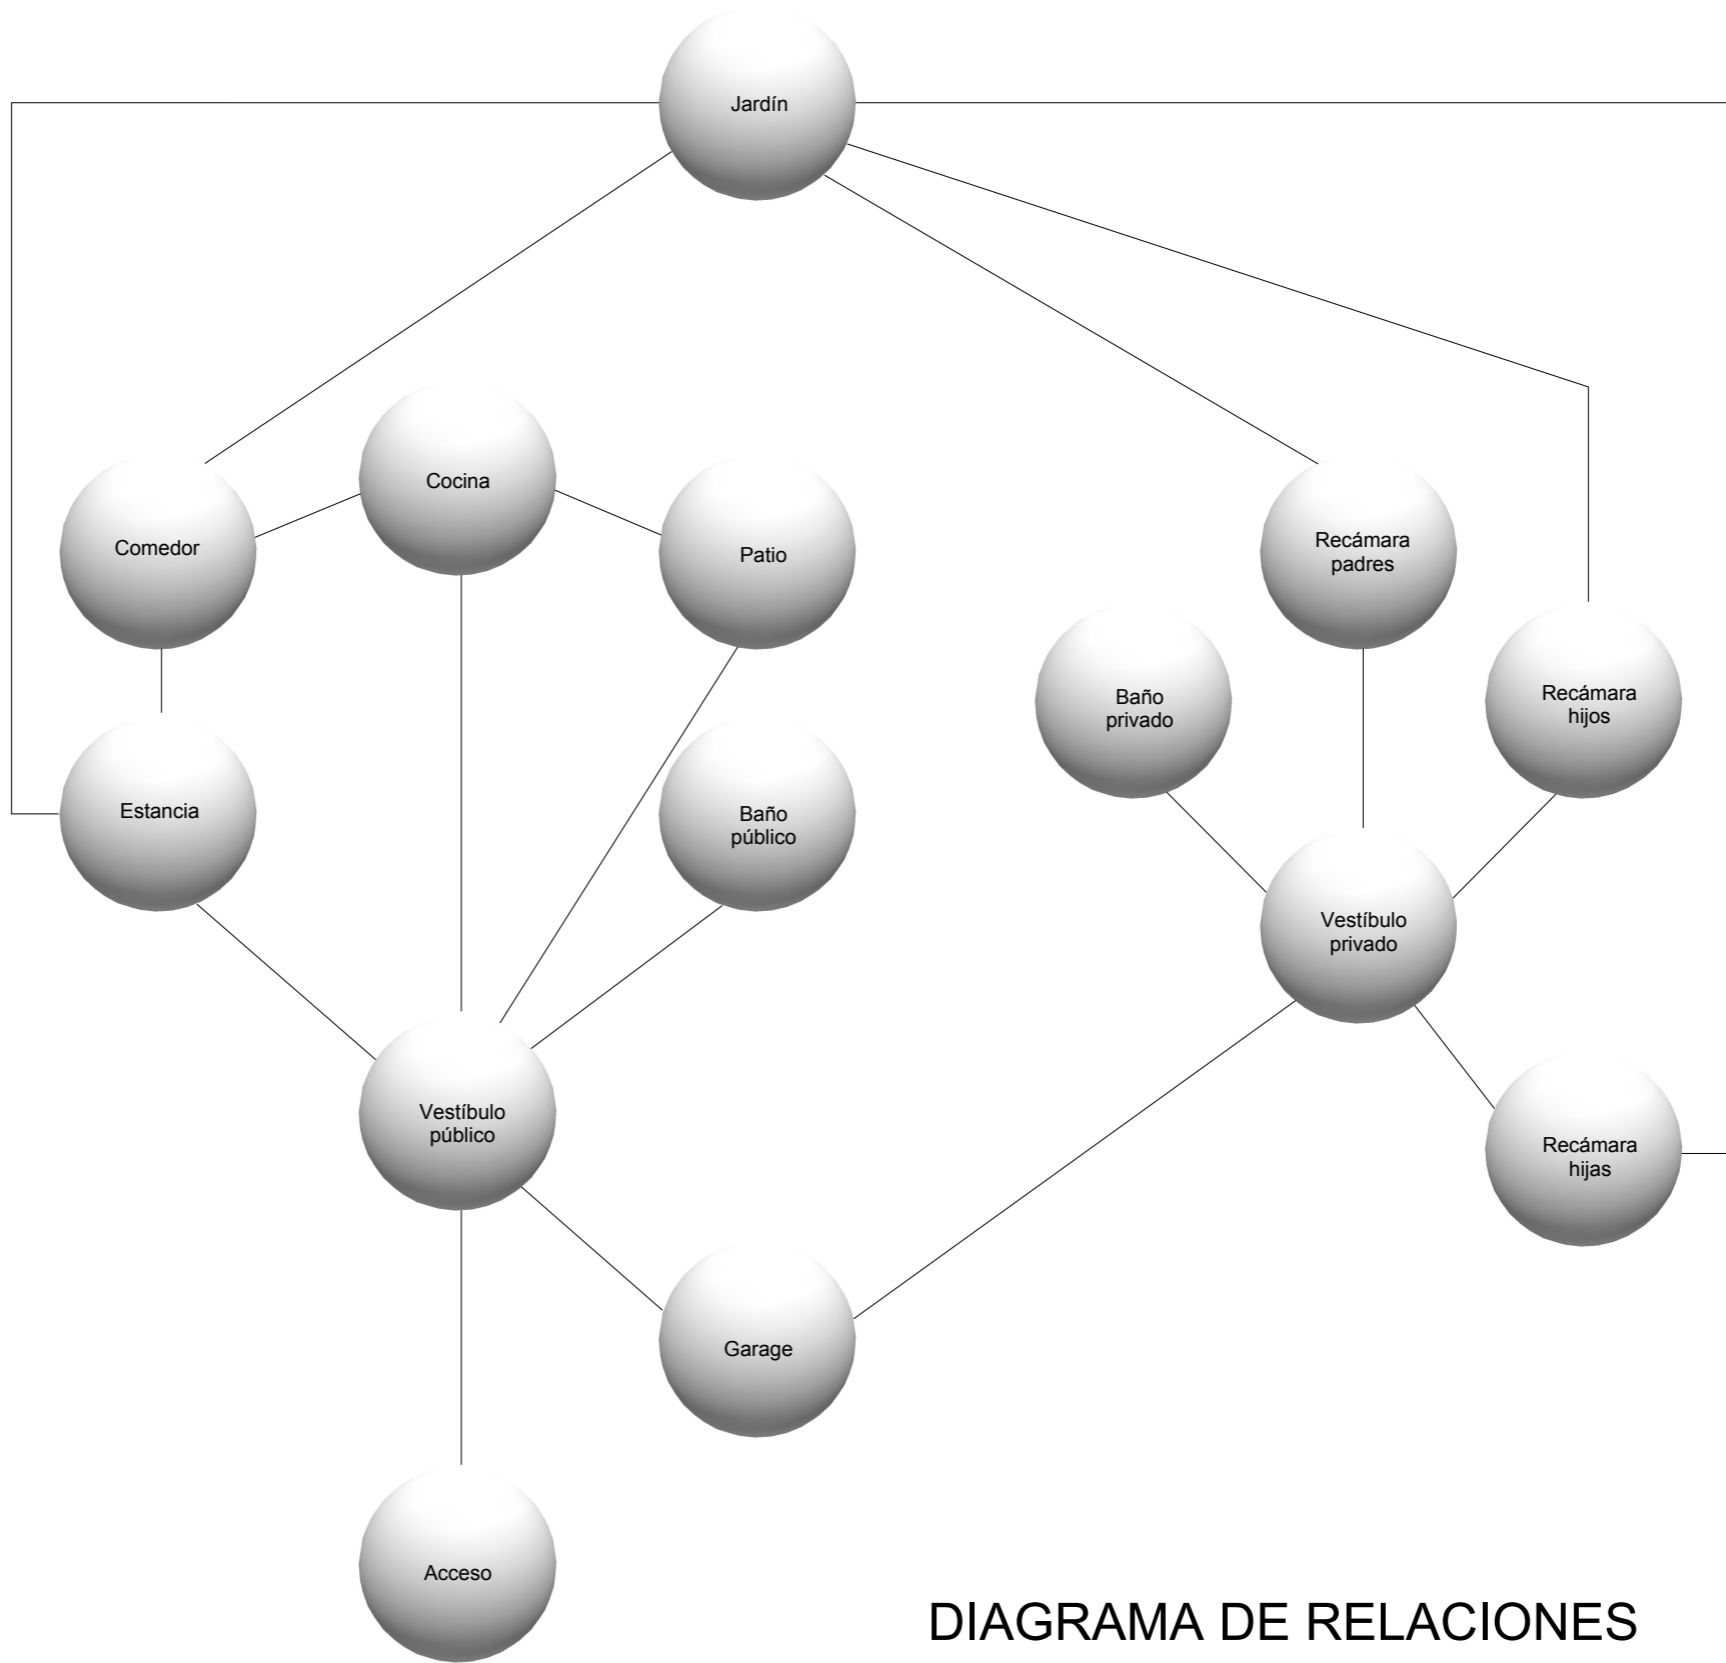 Jardín
Cocina
Comedor
Patio
Recámara
padres
Baño
privado
Recámara
hijos
Estancia
Baño
público
Vestíbulo
privado
Vestíbulo
público
Recámara
hijas
Garage
Acceso
DIAGRAMA DE RELACIONES